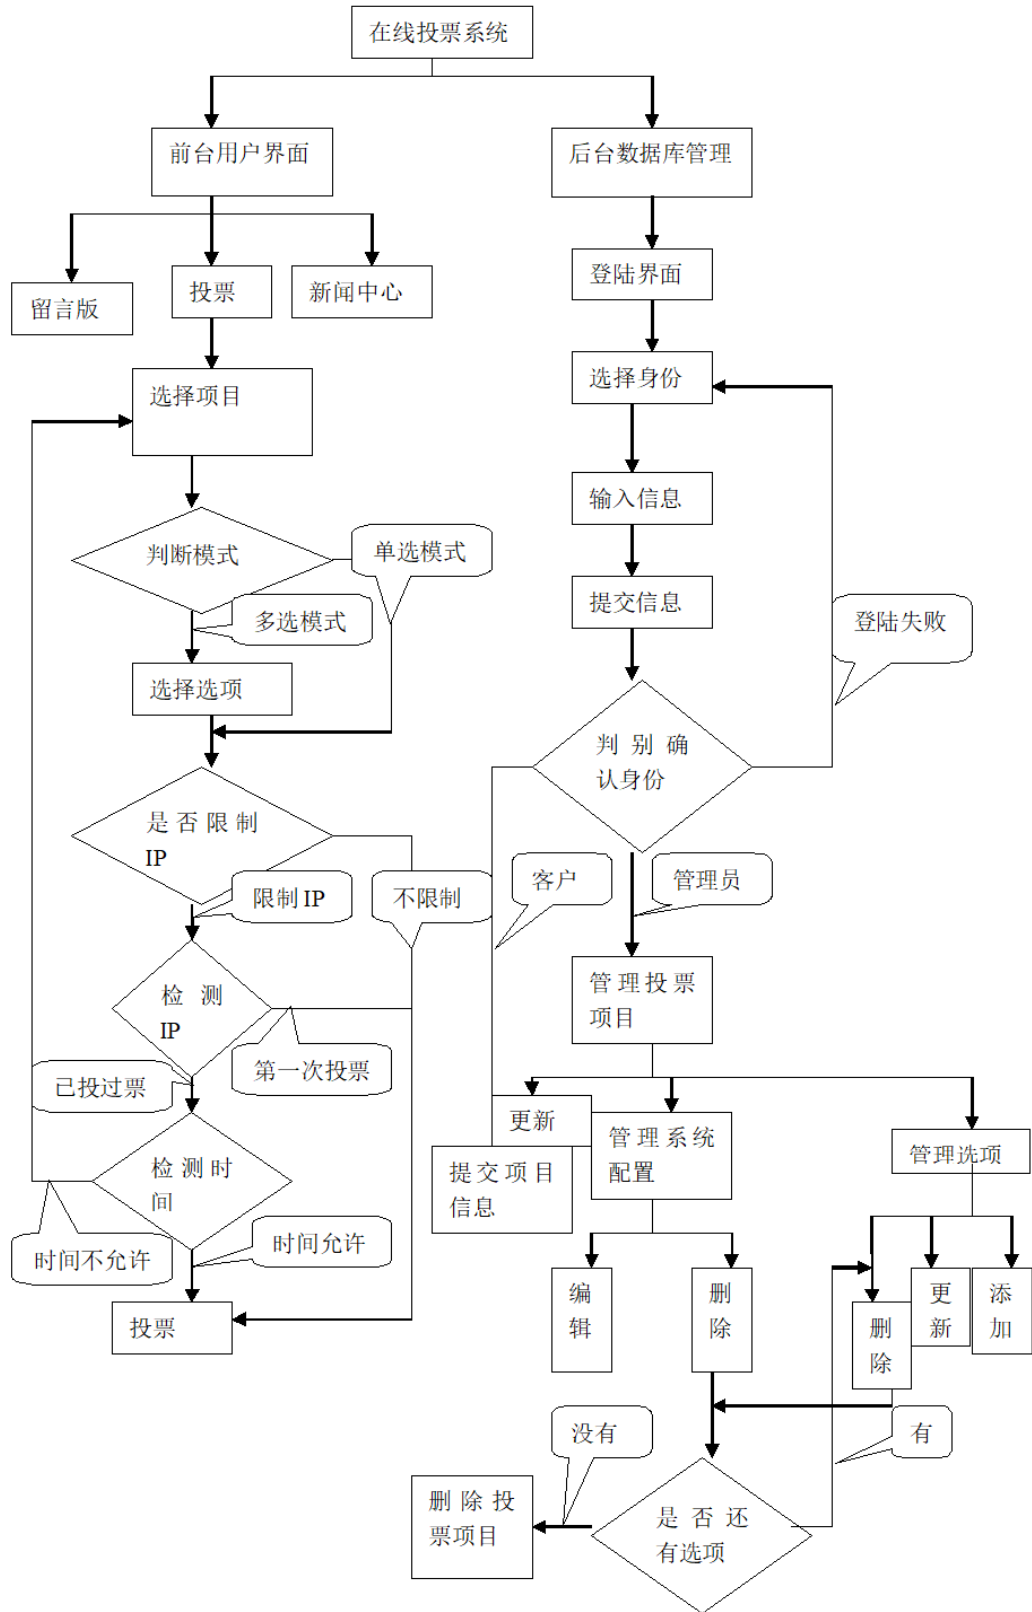 在线投票系统
前台用户界面
后台数据库管理
留言版
投票
新闻中心
登陆界面
选择项目
选择身份
输入信息
判断模式
单选模式
多选模式
提交信息
登陆失败
选择选项
判别确
认身份
是否限制
IP
限制 IP
不限制
客户
管理员
检测
IP
第一次投票
已投过票
管理投票
项目
更新
管理系统
配置
管理选项
提交项目
信息
检测时
间
时间不允许
时间允许
投票
编
辑
删
除
删
除
更
新
添
加
没有
有
删除投
票项目
是否还
有选项